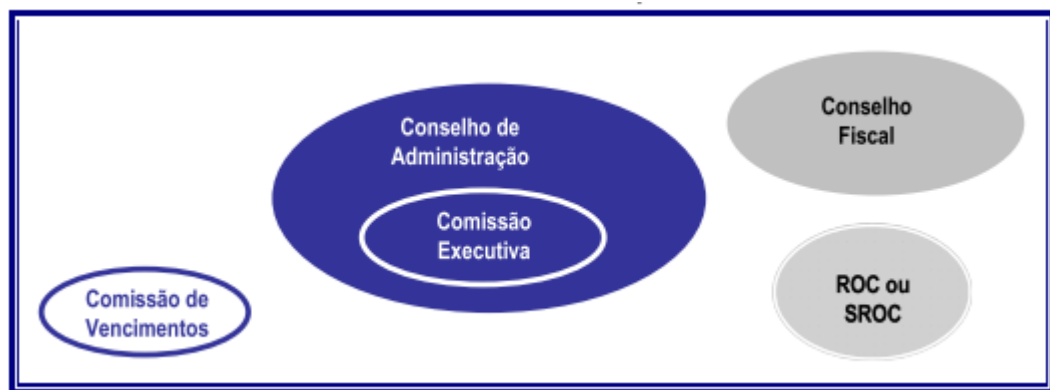 Conselho de
Administração
Comissão
Executiva
Comissão de
Vencimentos
Conselho
Fiscal
ROC ou
SROC